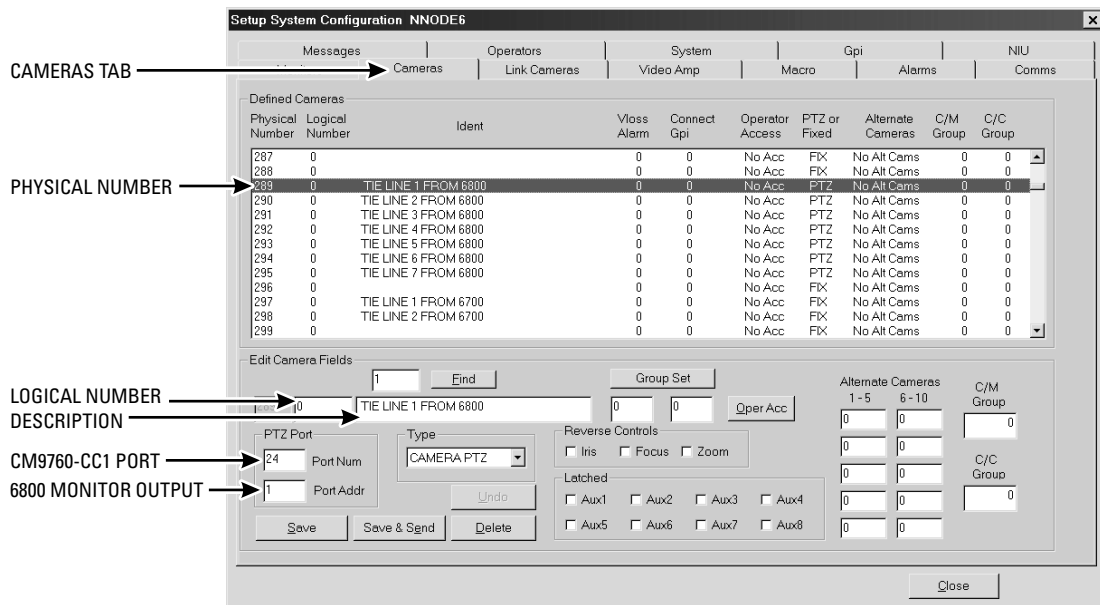 Setup System Configuration NNODE6
Messages Operators System Gpi NIU
CAMERAS TAB
Cameras Link Cameras Video Amp Macro Alarms Comms
Defined Cameras
Physical Number Logical Number Ident Vloss Alarm Connect Gpi Operator Access PTZ or Fixed Alternate Cameras C/M Group C/C Group
287 0 0 0 No Acc FIX No Alt Cams 0 0
288 0 0 0 No Acc FIX No Alt Cams 0 0
PHYSICAL NUMBER
289 0 TIE LINE 1 FROM 6800 0 0 No Acc PTZ No Alt Cams 0 0
290 0 TIE LINE 2 FROM 6800 0 0 No Acc PTZ No Alt Cams 0 0
291 0 TIE LINE 3 FROM 6800 0 0 No Acc PTZ No Alt Cams 0 0
292 0 TIE LINE 4 FROM 6800 0 0 No Acc PTZ No Alt Cams 0 0
293 0 TIE LINE 5 FROM 6800 0 0 No Acc PTZ No Alt Cams 0 0
294 0 TIE LINE 6 FROM 6800 0 0 No Acc PTZ No Alt Cams 0 0
295 0 TIE LINE 7 FROM 6800 0 0 No Acc PTZ No Alt Cams 0 0
296 0 0 0 No Acc FIX No Alt Cams 0 0
297 0 TIE LINE 1 FROM 6700 0 0 No Acc FIX No Alt Cams 0 0
298 0 TIE LINE 2 FROM 6700 0 0 No Acc FIX No Alt Cams 0 0
299 0 0 0 No Acc FIX No Alt Cams 0 0
Edit Camera Fields
1 Find Group Set
Alternate Cameras
1 - 5 6 - 10
C/M Group
LOGICAL NUMBER
DESCRIPTION
0 TIE LINE 1 FROM 6800 0 0 Oper Acc
0 0
0
PTZ Port Type Reverse Controls
CM9760-CC1 PORT
24 Port Num CAMERA PTZ Iris Focus Zoom
0 0
C/C Group
6800 MONITOR OUTPUT
1 Port Addr
Latched
Undo Aux1 Aux2 Aux3 Aux4
0 0
0
Save Save & Send Delete Aux5 Aux6 Aux7 Aux8
0 0
0 0
Close